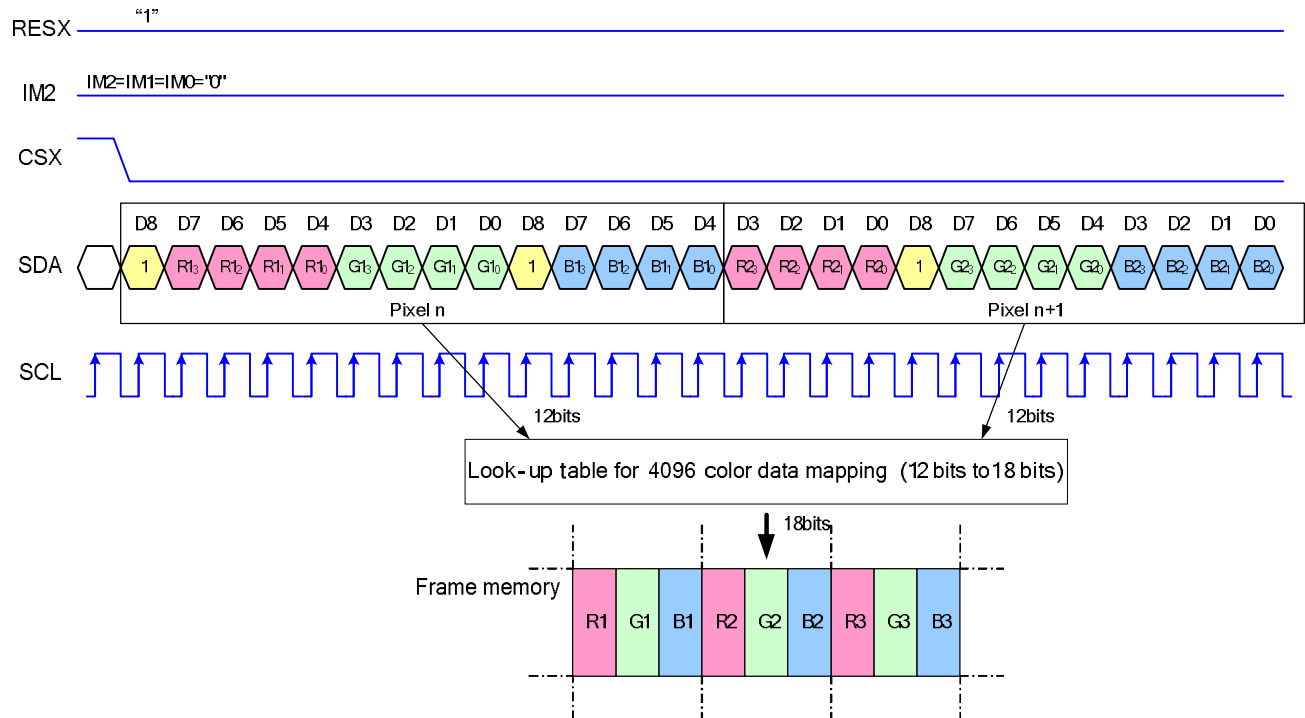 RESX "1"
IM2 IM2=IM1=IM0="0"
CSX
D8 D7 D6 D5 D4 D3 D2 D1 D0 D8 D7 D6 D5 D4 D3 D2 D1 D0 D8 D7 D6 D5 D4 D3 D2 D1 D0
SDA 1 R1₃ R1₂ R1₁ R1₀ G1₃ G1₂ G1₁ G1₀ 1 B1₃ B1₂ B1₁ B1₀ R2₃ R2₂ R2₁ R2₀ 1 G2₃ G2₂ G2₁ G2₀ B2₃ B2₂ B2₁ B2₀
Pixel n Pixel n+1
SCL
12bits 12bits
Look-up table for 4096 color data mapping (12 bits to 18 bits)
18bits
Frame memory
R1 G1 B1 R2 G2 B2 R3 G3 B3